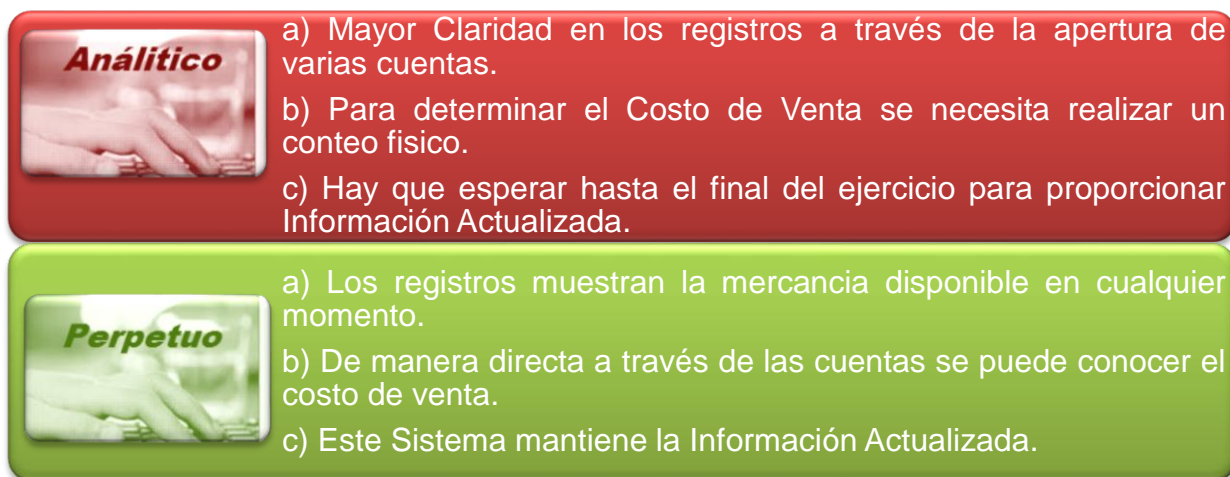 Análitico
a) Mayor Claridad en los registros a través de la apertura de
varias cuentas.
b) Para determinar el Costo de Venta se necesita realizar un
conteo fisico.
c) Hay que esperar hasta el final del ejercicio para proporcionar
Información Actualizada.
Perpetuo
a) Los registros muestran la mercancia disponible en cualquier
momento.
b) De manera directa a través de las cuentas se puede conocer el
costo de venta.
c) Este Sistema mantiene la Información Actualizada.